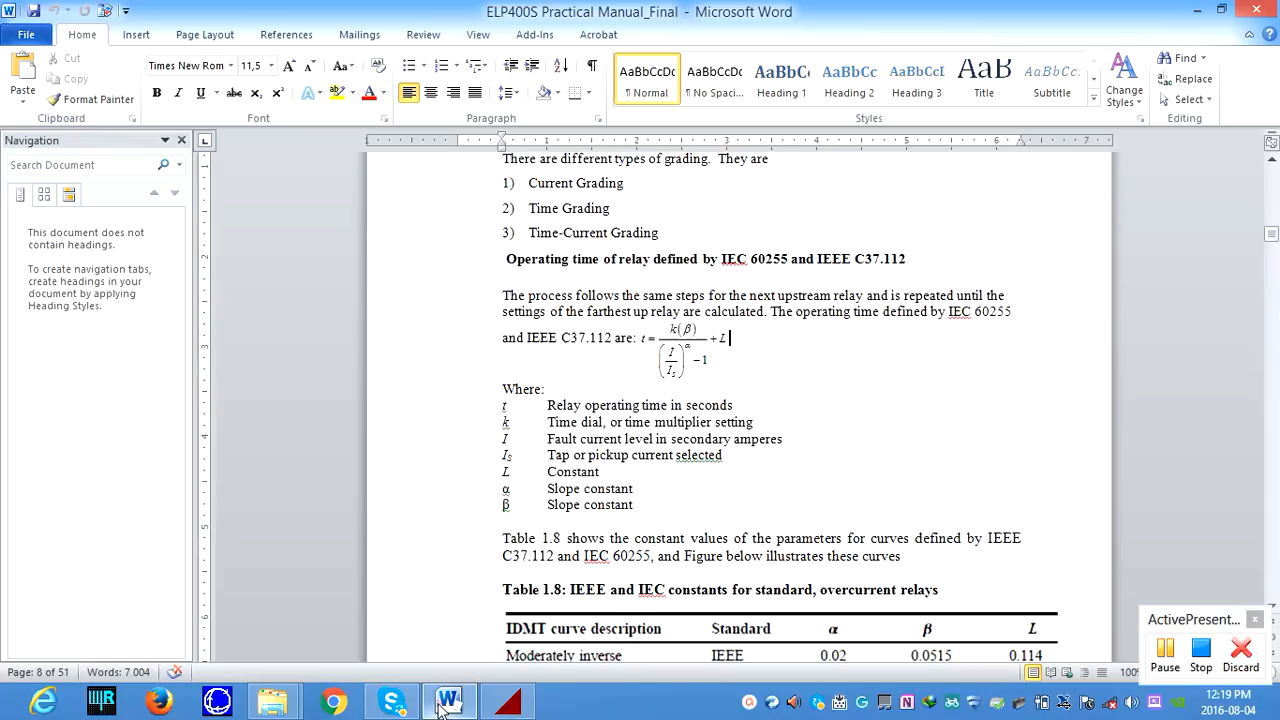 ELP400S Practical Manual_Final - Microsoft Word
File Home Insert Page Layout References Mailings Review View Add-Ins Acrobat
Paste
Cut
Copy
Format Painter
Clipboard
Times New Rom 11,5
Font
Paragraph
AaBbCcDc
¶ Normal
AaBbCcDc
¶ No Spaci...
AaBbCc
Heading 1
AaBbCc
Heading 2
AaBbCc
Heading 3
AaB
Title
AaBbCc.
Subtitle
Styles
Change
Styles
Find
Replace
Select
Editing
Navigation
Search Document
This document does not
contain headings.
To create navigation tabs,
create headings in your
document by applying
Heading Styles.
There are different types of grading. They are
1) Current Grading
2) Time Grading
3) Time-Current Grading
Operating time of relay defined by IEC 60255 and IEEE C37.112
The process follows the same steps for the next upstream relay and is repeated until the
settings of the farthest up relay are calculated. The operating time defined by IEC 60255
and IEEE C37.112 are: t = k(β) / ((I/Is)^α − 1) + L
Where:
t Relay operating time in seconds
k Time dial, or time multiplier setting
I Fault current level in secondary amperes
Is Tap or pickup current selected
L Constant
α Slope constant
β Slope constant
Table 1.8 shows the constant values of the parameters for curves defined by IEEE
C37.112 and IEC 60255, and Figure below illustrates these curves
Table 1.8: IEEE and IEC constants for standard, overcurrent relays
IDMT curve description Standard α β L
Moderately inverse IEEE 0.02 0.0515 0.114
ActivePresent...
Pause Stop Discard
Page: 8 of 51 Words: 7 004 100%
12:19 PM
2016-08-04